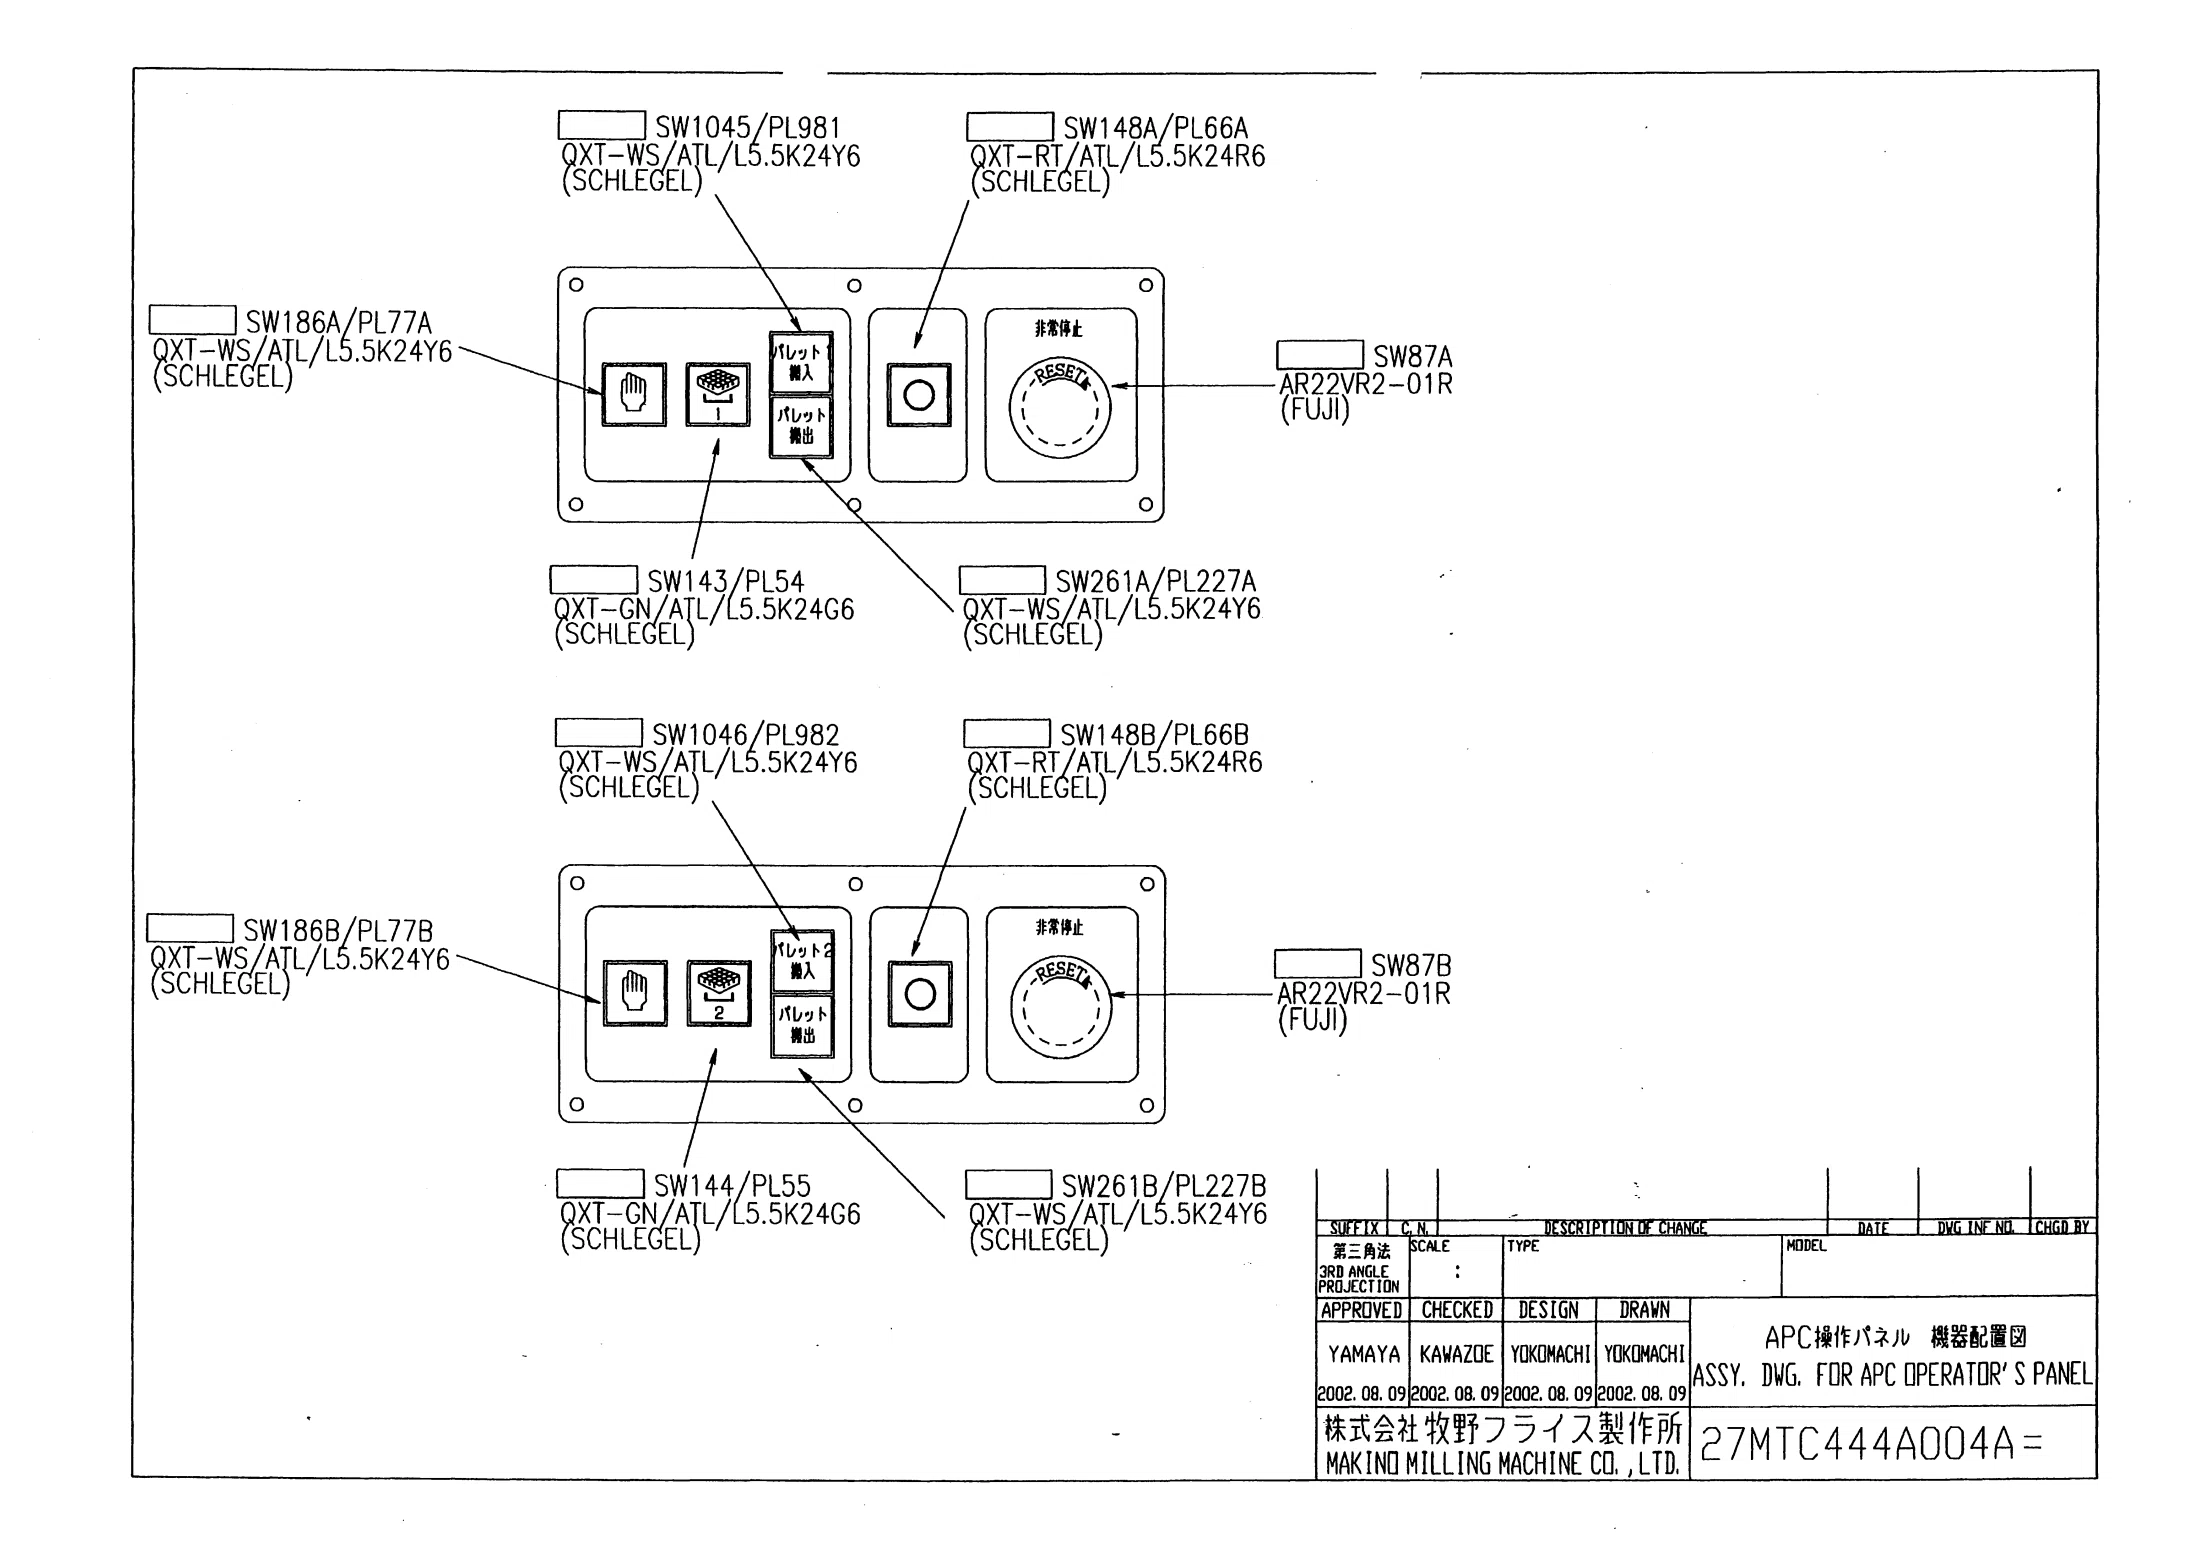 SW1045/PL981
QXT-WS/ATL/L5.5K24Y6
(SCHLEGEL)
SW148A/PL66A
QXT-RT/ATL/L5.5K24R6
(SCHLEGEL)
SW186A/PL77A
QXT-WS/ATL/L5.5K24Y6
(SCHLEGEL)
パレット1
搬入
1
パレット
搬出
非常停止
RESET
SW87A
AR22VR2-01R
(FUJI)
SW143/PL54
QXT-GN/ATL/L5.5K24G6
(SCHLEGEL)
SW261A/PL227A
QXT-WS/ATL/L5.5K24Y6
(SCHLEGEL)
SW1046/PL982
QXT-WS/ATL/L5.5K24Y6
(SCHLEGEL)
SW148B/PL66B
QXT-RT/ATL/L5.5K24R6
(SCHLEGEL)
SW186B/PL77B
QXT-WS/ATL/L5.5K24Y6
(SCHLEGEL)
パレット2
搬入
2
パレット
搬出
非常停止
RESET
SW87B
AR22VR2-01R
(FUJI)
SW144/PL55
QXT-GN/ATL/L5.5K24G6
(SCHLEGEL)
SW261B/PL227B
QXT-WS/ATL/L5.5K24Y6
(SCHLEGEL)
SUFFIX C.N. DESCRIPTION OF CHANGE DATE DWG INF NO. CHGD BY
第三角法
3RD ANGLE
PROJECTION
SCALE
:
TYPE
MODEL
APPROVED CHECKED DESIGN DRAWN
YAMAYA KAWAZOE YOKOMACHI YOKOMACHI
2002.08.09 2002.08.09 2002.08.09 2002.08.09
APC操作パネル 機器配置図
ASSY. DWG. FOR APC OPERATOR'S PANEL
株式会社牧野フライス製作所
MAKINO MILLING MACHINE CO.,LTD.
27MTC444A004A=